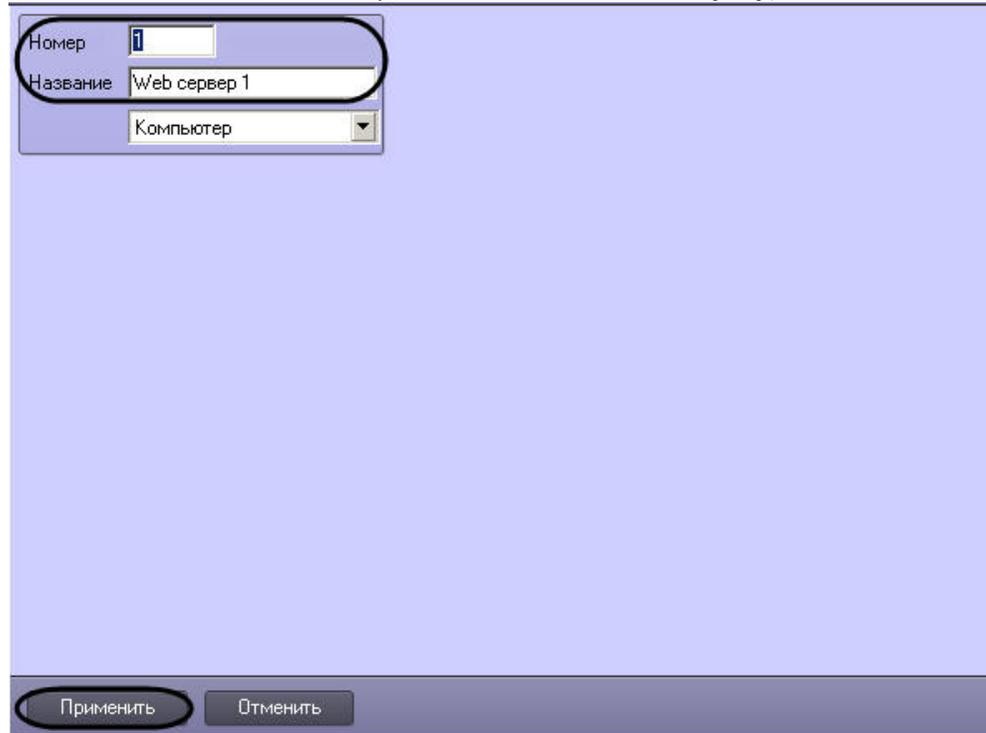 Номер 1
Название Web сервер 1
Компьютер
Применить Отменить